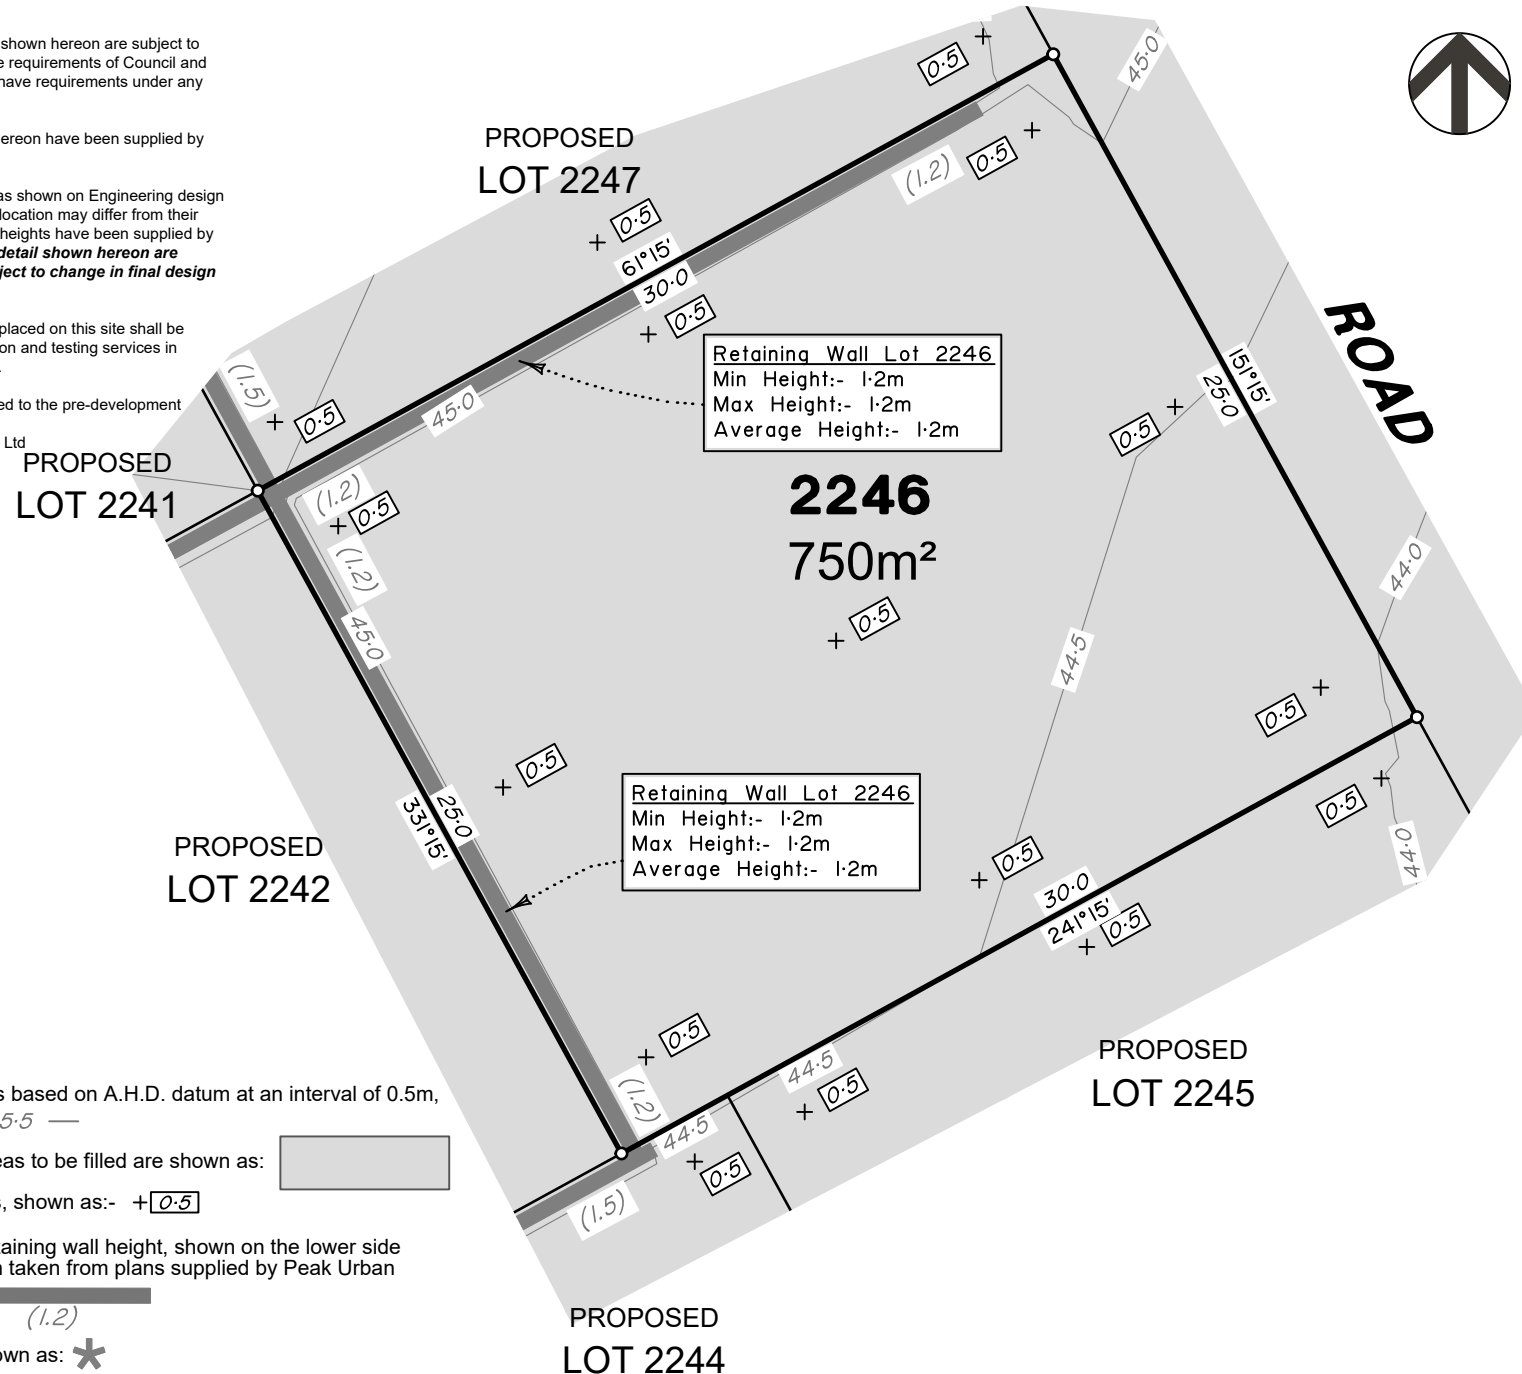 shown hereon are subject to
e requirements of Council and
have requirements under any
ereon have been supplied by
as shown on Engineering design
location may differ from their
heights have been supplied by
detail shown hereon are
ject to change in final design
placed on this site shall be
on and testing services in
ed to the pre-development
Ltd
PROPOSED
LOT 2241
PROPOSED
LOT 2247
0·5
0·5
(1.2)
0·5
45·0
61°15'
30·0
0·5
(1.5)
0·5
45·0
Retaining Wall Lot 2246
Min Height:- 1·2m
Max Height:- 1·2m
Average Height:- 1·2m
151°15'
25·0
ROAD
0·5
2246
750m²
(1.2)
0·5
(1.2)
45·0
0·5
44·5
44·0
0·5
0·5
Retaining Wall Lot 2246
Min Height:- 1·2m
Max Height:- 1·2m
Average Height:- 1·2m
25·0
331°15'
PROPOSED
LOT 2242
0·5
0·5
44·0
30·0
241°15'
0·5
0·5
(1.2)
44·5
0·5
44·5
0·5
(1.5)
PROPOSED
LOT 2245
PROPOSED
LOT 2244
s based on A.H.D. datum at an interval of 0.5m,
5·5
eas to be filled are shown as:
s, shown as:- + 0·5
taining wall height, shown on the lower side
n taken from plans supplied by Peak Urban
(1.2)
own as: